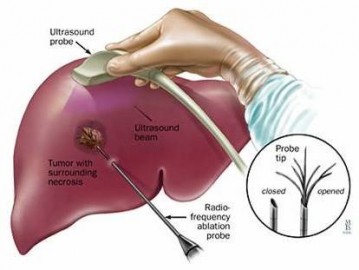 Ultrasound
probe
Ultrasound
beam
Tumor with
surrounding
necrosis
Radio-
frequency
ablation
probe
Probe
tip
closed
opened